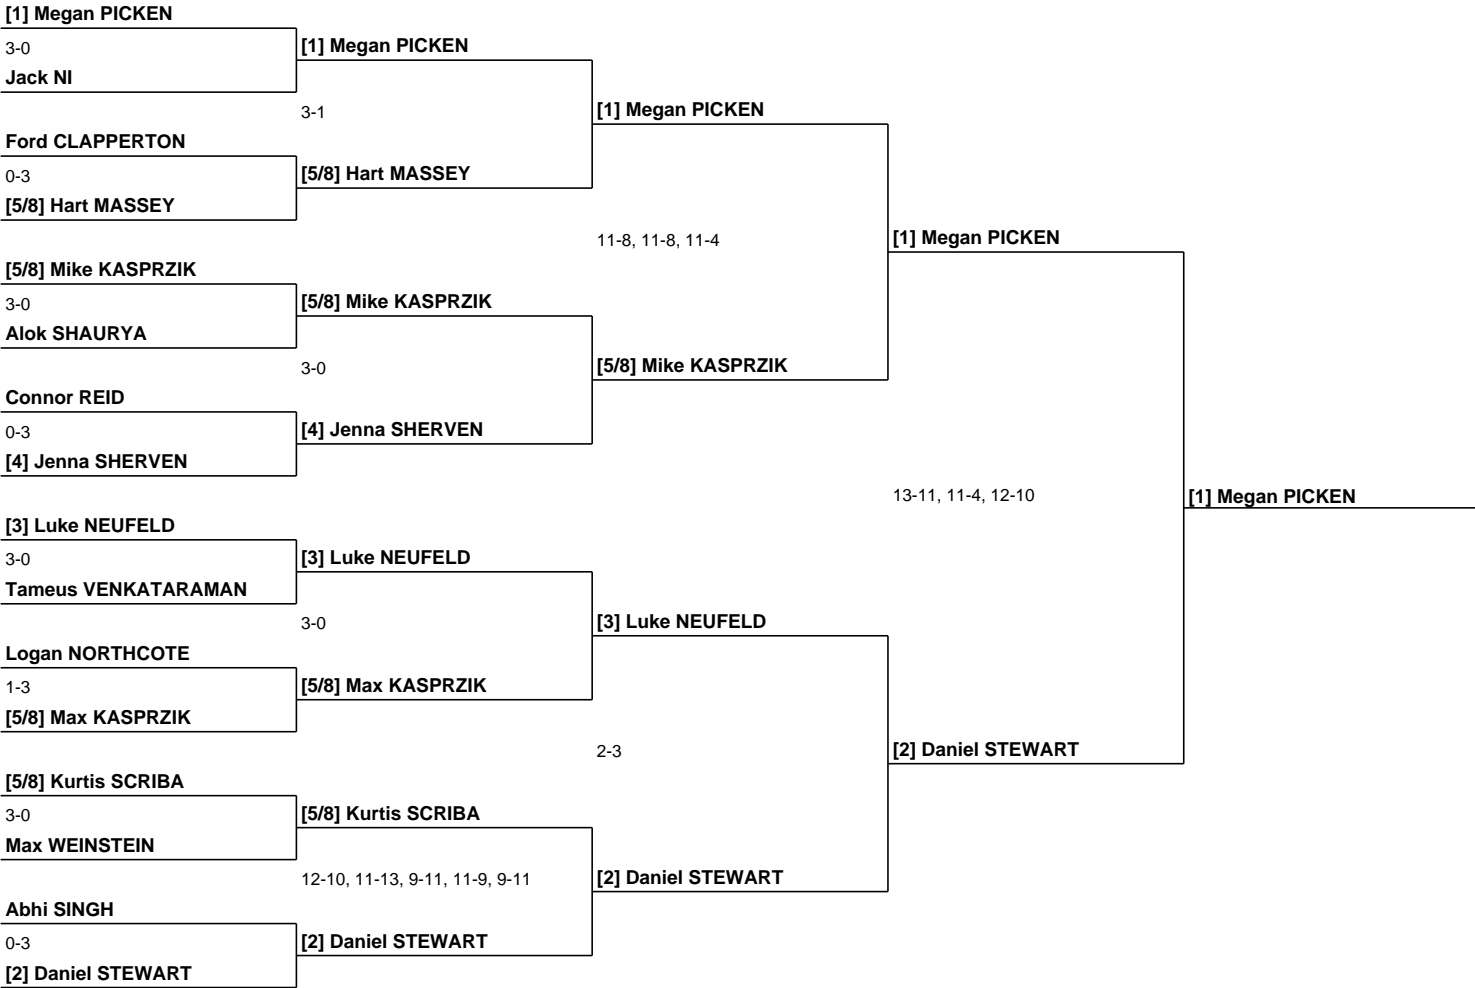 [1] Megan PICKEN
3-0
Jack NI
Ford CLAPPERTON
0-3
[5/8] Hart MASSEY
[5/8] Mike KASPRZIK
3-0
Alok SHAURYA
Connor REID
0-3
[4] Jenna SHERVEN
[3] Luke NEUFELD
3-0
Tameus VENKATARAMAN
Logan NORTHCOTE
1-3
[5/8] Max KASPRZIK
[5/8] Kurtis SCRIBA
3-0
Max WEINSTEIN
Abhi SINGH
0-3
[2] Daniel STEWART
[1] Megan PICKEN
3-1
[5/8] Hart MASSEY
[5/8] Mike KASPRZIK
3-0
[4] Jenna SHERVEN
[3] Luke NEUFELD
3-0
[5/8] Max KASPRZIK
[5/8] Kurtis SCRIBA
12-10, 11-13, 9-11, 11-9, 9-11
[2] Daniel STEWART
[1] Megan PICKEN
11-8, 11-8, 11-4
[5/8] Mike KASPRZIK
[3] Luke NEUFELD
2-3
[2] Daniel STEWART
[1] Megan PICKEN
13-11, 11-4, 12-10
[2] Daniel STEWART
[1] Megan PICKEN